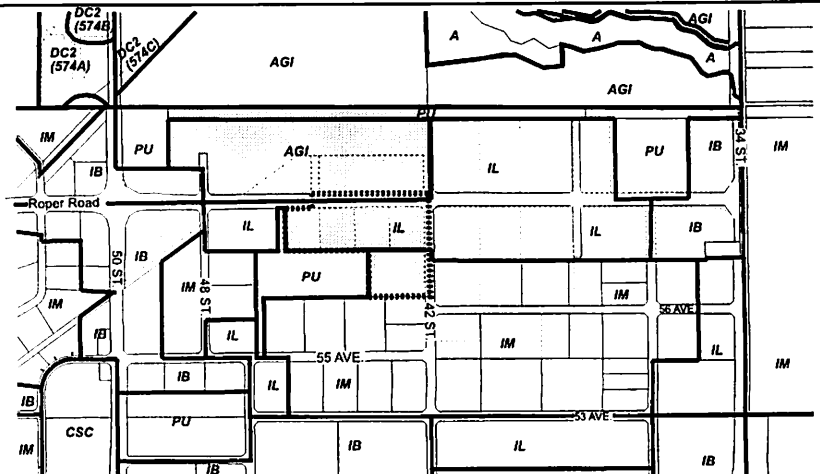 DC2
(574B)
DC2
(574A)
DC2
(574C)
AGI
A
A
AGI
A
AGI
PU
IM
PU
AGI
IL
PU
IB
34 ST.
IM
IB
Roper Road
IL
IL
IL
IB
50 ST.
IB
IM
48 ST.
PU
42 ST.
IM
IM
IB
IL
IM
56 AVE.
IL
IM
55 AVE.
IB
IL
IM
IB
CSC
PU
53 AVE.
IM
IB
IB
IL
IB